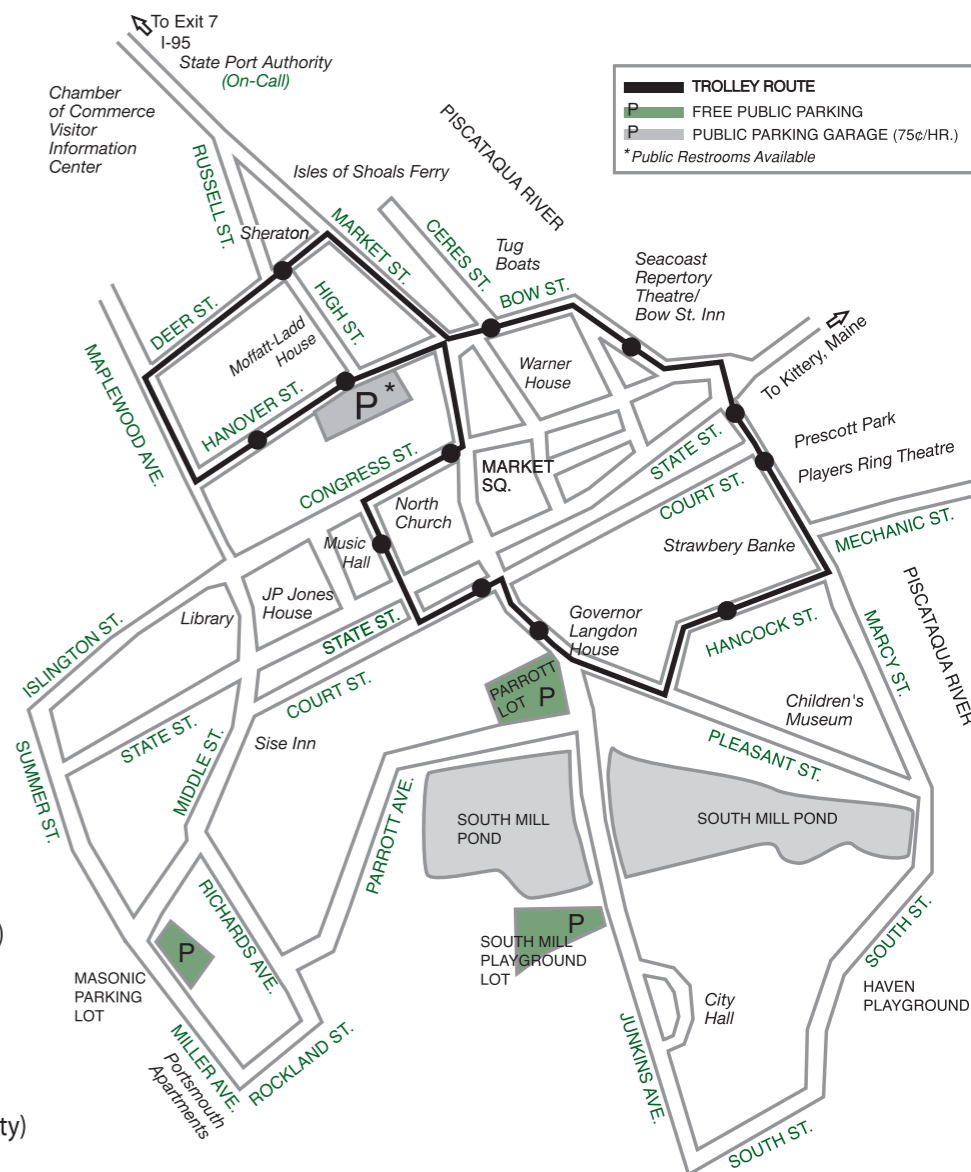 To Exit 7
I-95
State Port Authority
(On-Call)
Chamber
of Commerce
Visitor
Information
Center
TROLLEY ROUTE
P FREE PUBLIC PARKING
P PUBLIC PARKING GARAGE (75¢/HR.)
*Public Restrooms Available
PISCATAQUA RIVER
RUSSELL ST.
Isles of Shoals Ferry
Sheraton
MARKET ST.
CERES ST.
Tug
Boats
BOW ST.
Seacoast
Repertory
Theatre/
Bow St. Inn
DEER ST.
HIGH ST.
Moffatt-Ladd
House
Warner
House
To Kittery, Maine
MAPLEWOOD AVE.
HANOVER ST.
P *
CONGRESS ST.
MARKET
SQ.
STATE ST.
Prescott Park
Players Ring Theatre
COURT ST.
North
Church
Music
Hall
Strawbery Banke
MECHANIC ST.
JP Jones
House
Library
STATE ST.
Governor
Langdon
House
HANCOCK ST.
PISCATAQUA RIVER
MARCY ST.
ISLINGTON ST.
COURT ST.
PARROTT
LOT P
Children's
Museum
STATE ST.
Sise Inn
PLEASANT ST.
SUMMER ST.
MIDDLE ST.
PARROTT AVE.
SOUTH MILL
POND
SOUTH MILL POND
RICHARDS AVE.
P
P
SOUTH MILL
PLAYGROUND
LOT
SOUTH ST.
MASONIC
PARKING
LOT
HAVEN
PLAYGROUND
City
Hall
MILLER AVE.
Portsmouth
Apartments
ROCKLAND ST.
JUNKINS AVE.
SOUTH ST.
)
ty)